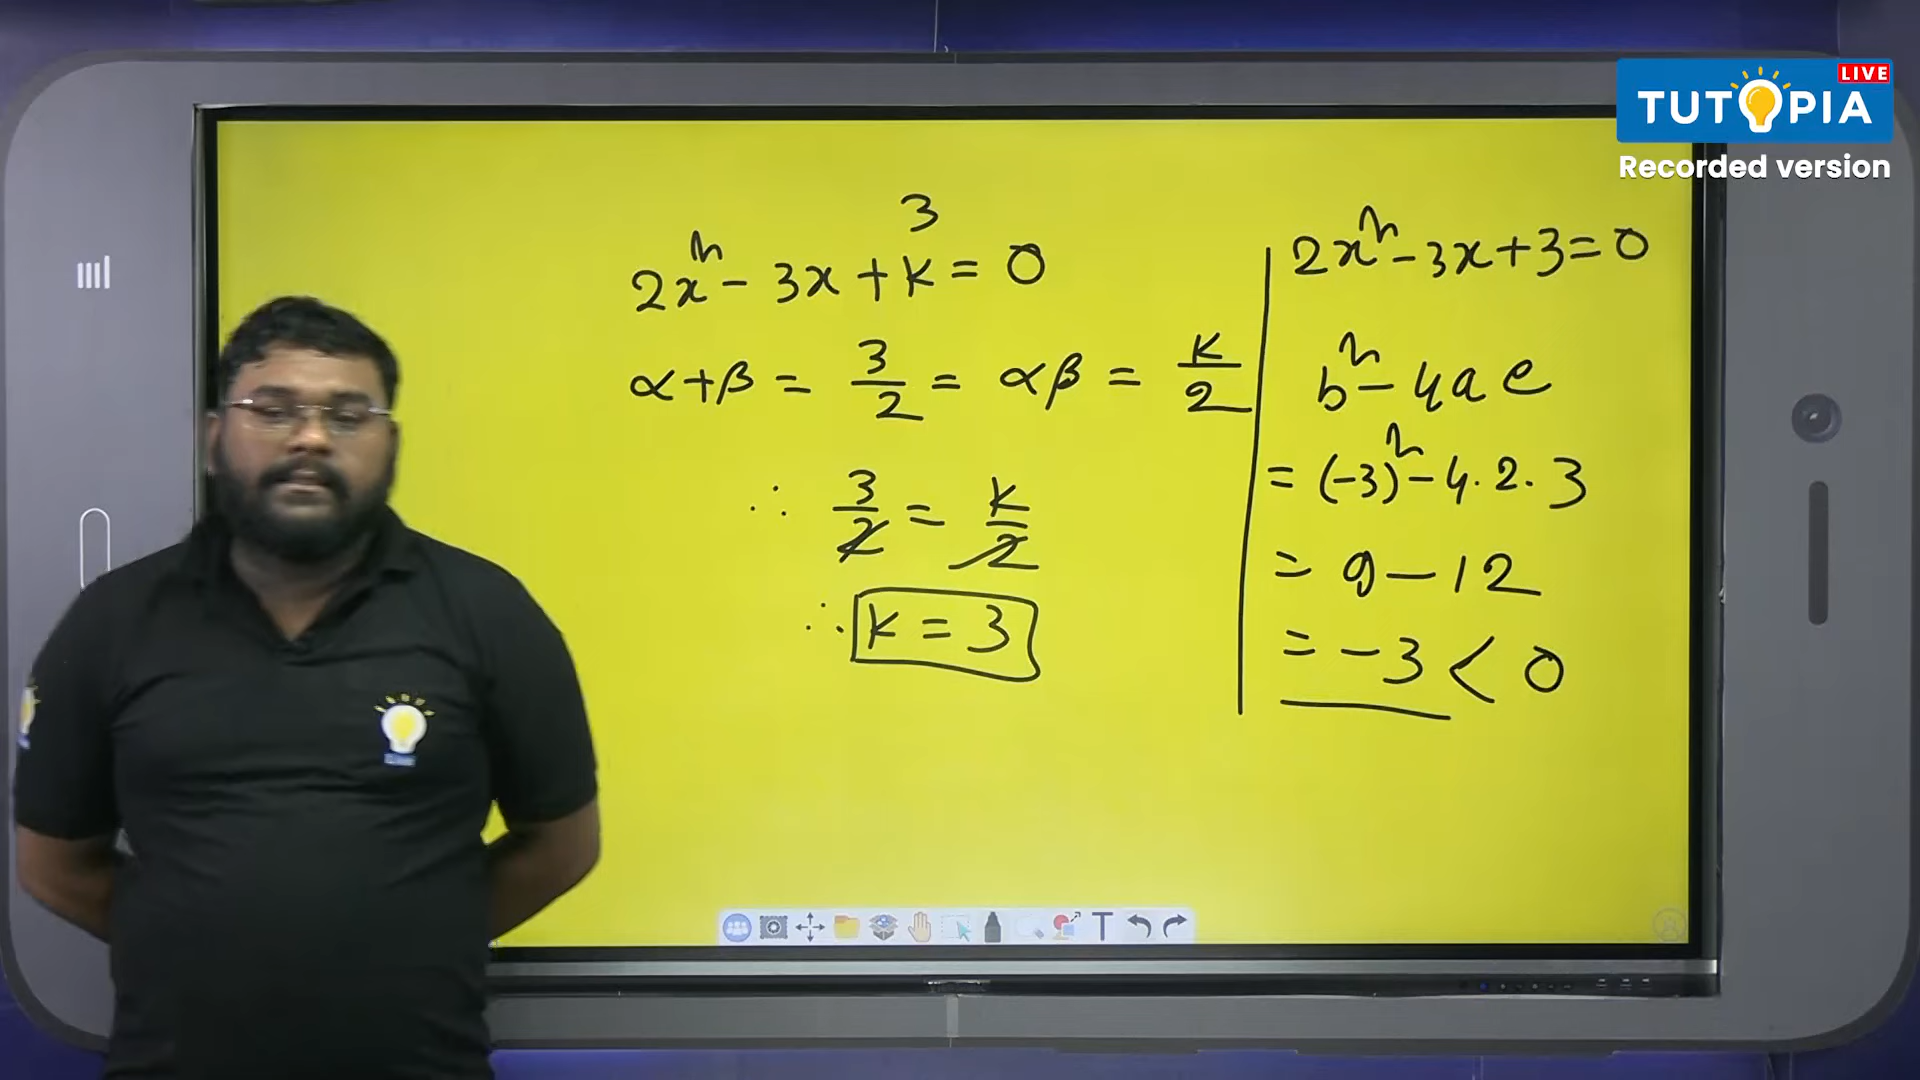 LIVE
TUTOPIA
Recorded version
3
2x² - 3x + k = 0
α+β = 3/2 = αβ = k/2
∴ 3/2 = k/2
∴ k = 3
2x² - 3x + 3 = 0
b² - 4ac
= (-3)² - 4.2.3
= 9 - 12
= -3 < 0
T